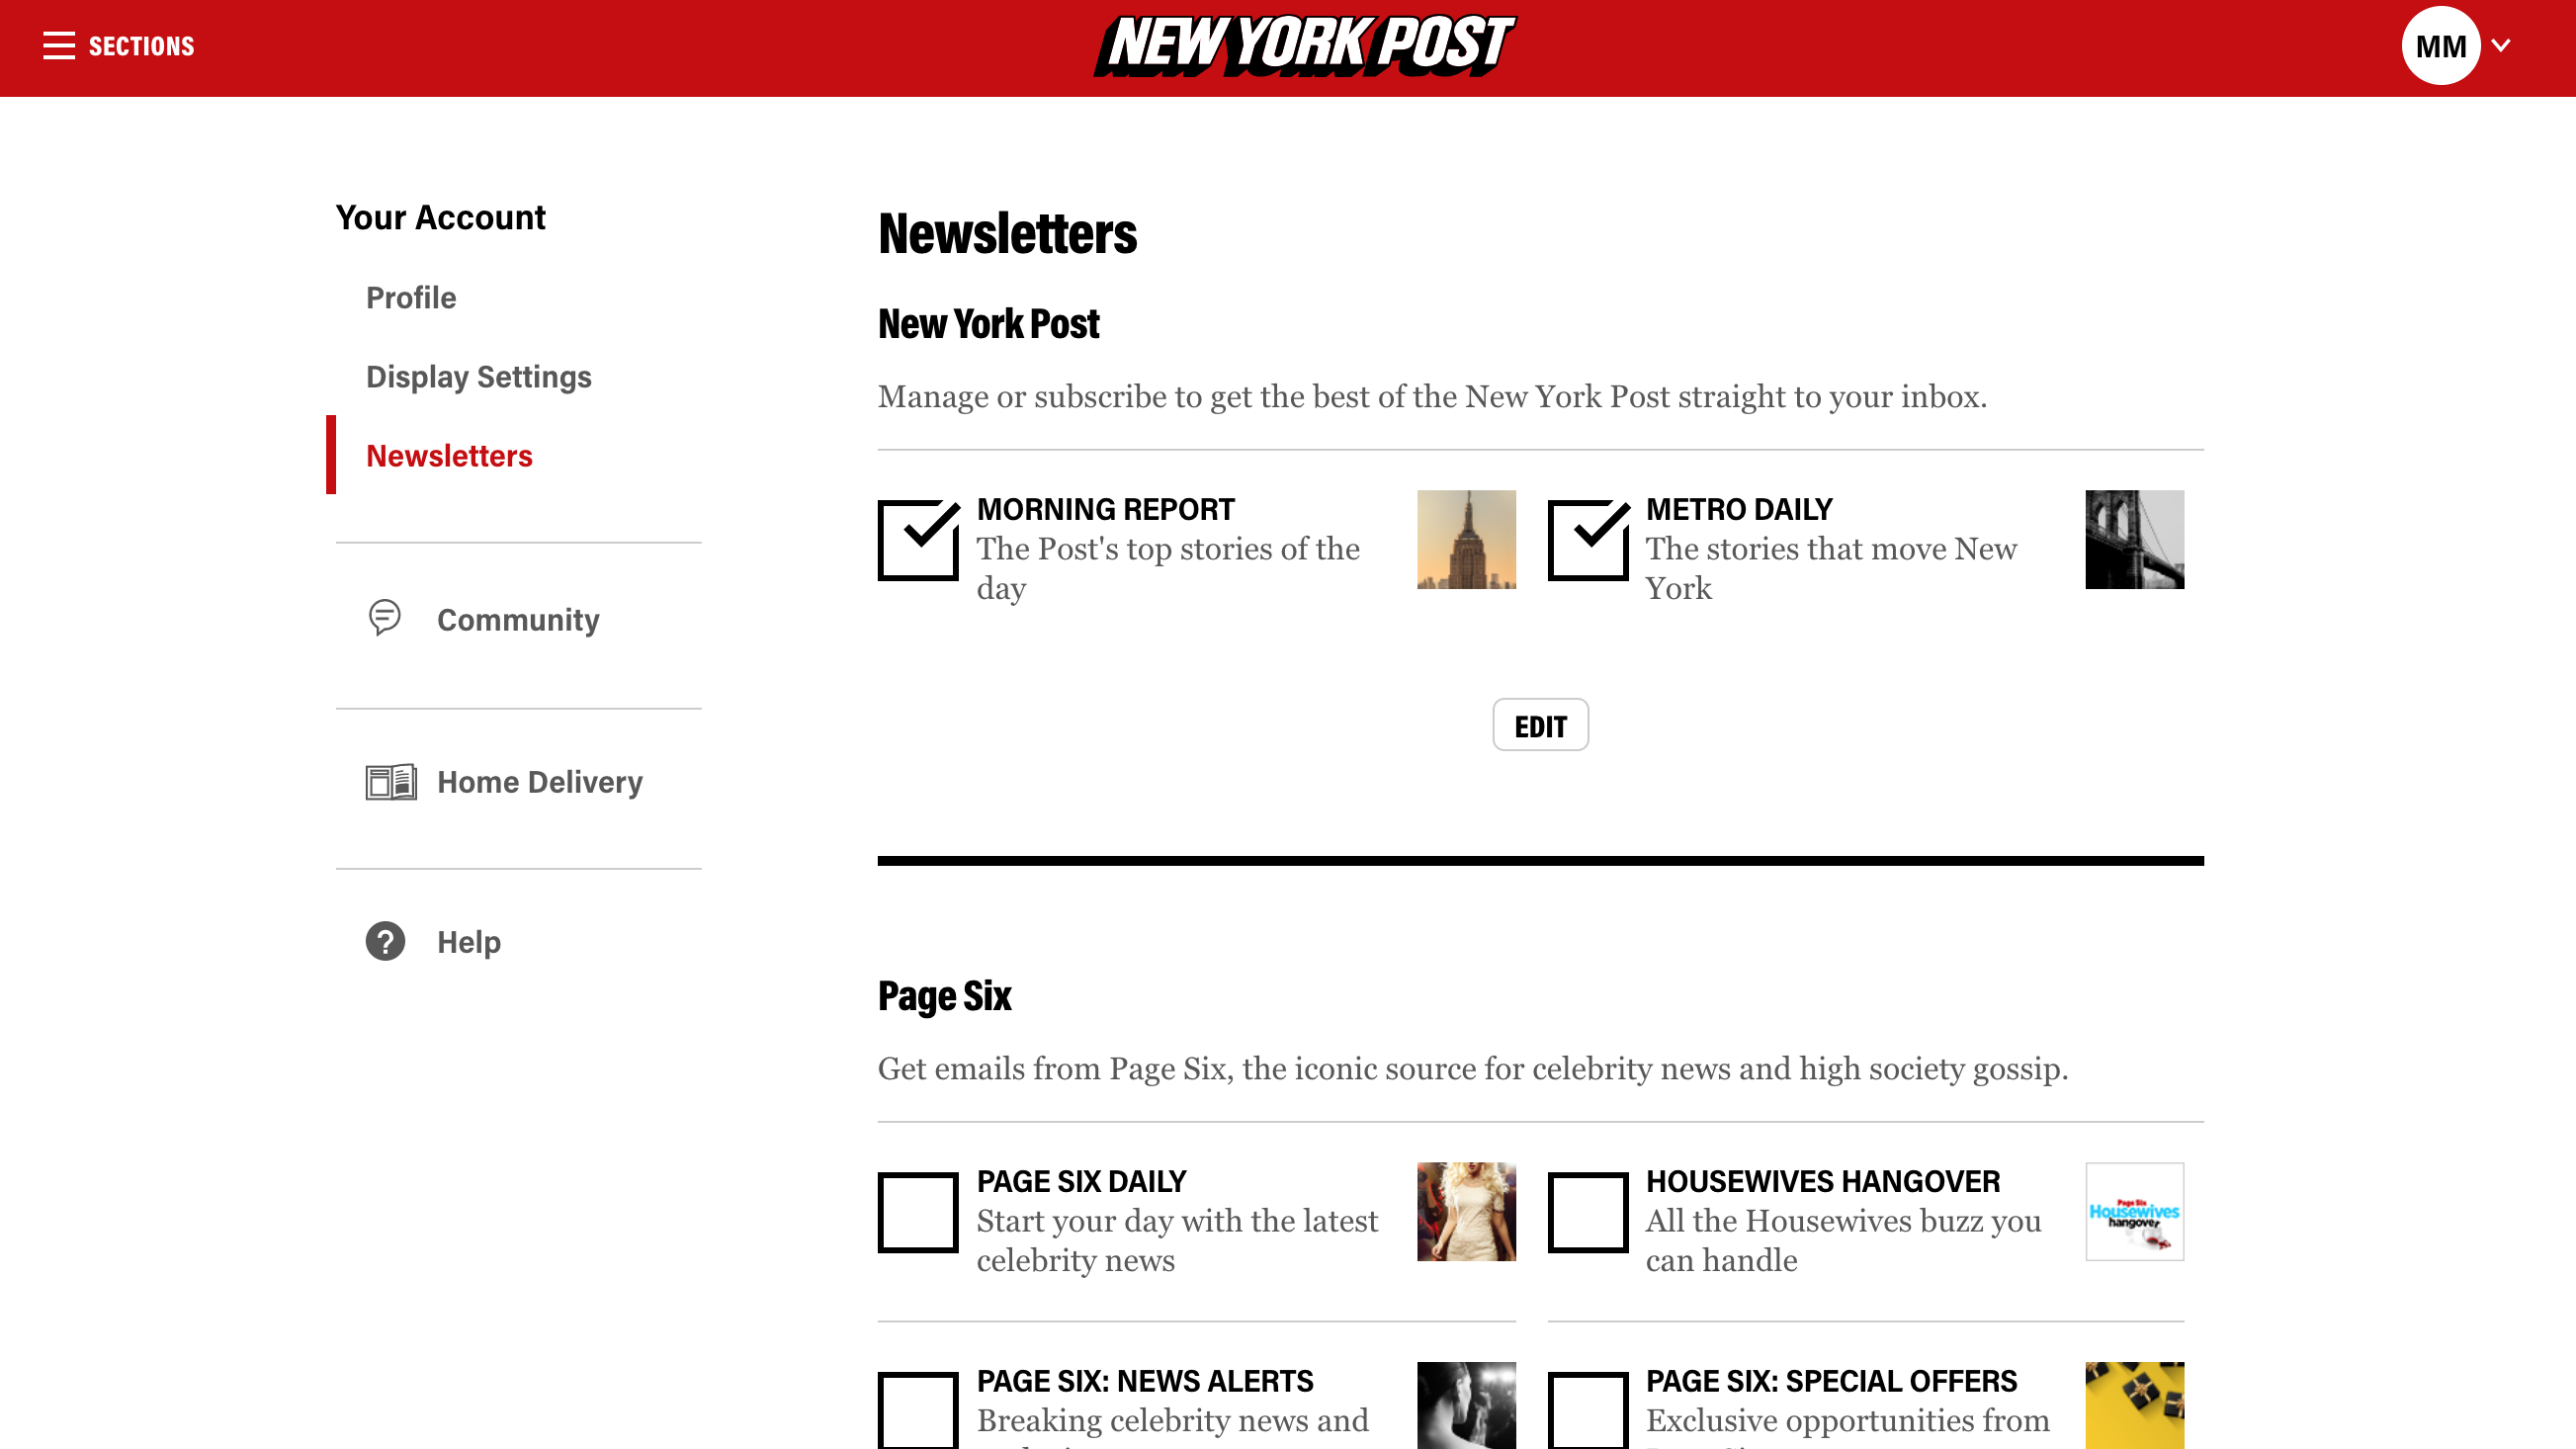 SECTIONS
NEW YORK POST
MM
Your Account
Profile
Display Settings
Newsletters
Community
Home Delivery
Help
Newsletters
New York Post
Manage or subscribe to get the best of the New York Post straight to your inbox.
MORNING REPORT
The Post's top stories of the
day
METRO DAILY
The stories that move New
York
EDIT
Page Six
Get emails from Page Six, the iconic source for celebrity news and high society gossip.
PAGE SIX DAILY
Start your day with the latest
celebrity news
HOUSEWIVES HANGOVER
All the Housewives buzz you
can handle
Page Six
Housewives
hangover
PAGE SIX: NEWS ALERTS
Breaking celebrity news and
PAGE SIX: SPECIAL OFFERS
Exclusive opportunities from